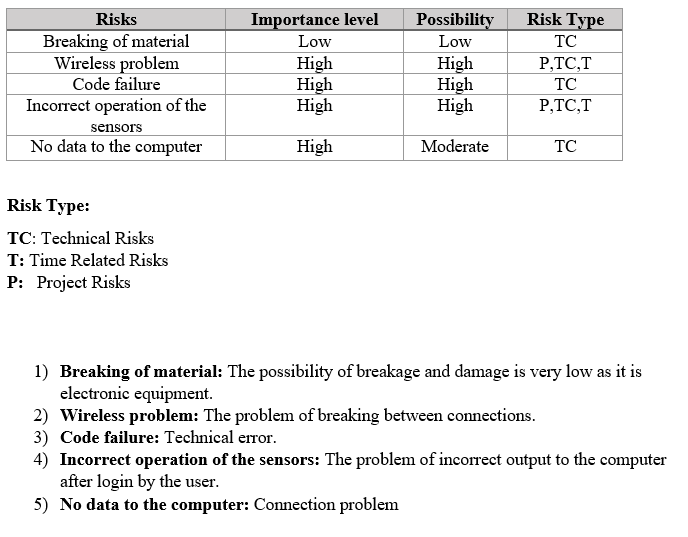 Risks Importance level Possibility Risk Type
Breaking of material Low Low TC
Wireless problem High High P,TC,T
Code failure High High TC
Incorrect operation of the High High P,TC,T
sensors
No data to the computer High Moderate TC
Risk Type:
TC: Technical Risks
T: Time Related Risks
P: Project Risks
1) Breaking of material: The possibility of breakage and damage is very low as it is
electronic equipment.
2) Wireless problem: The problem of breaking between connections.
3) Code failure: Technical error.
4) Incorrect operation of the sensors: The problem of incorrect output to the computer
after login by the user.
5) No data to the computer: Connection problem